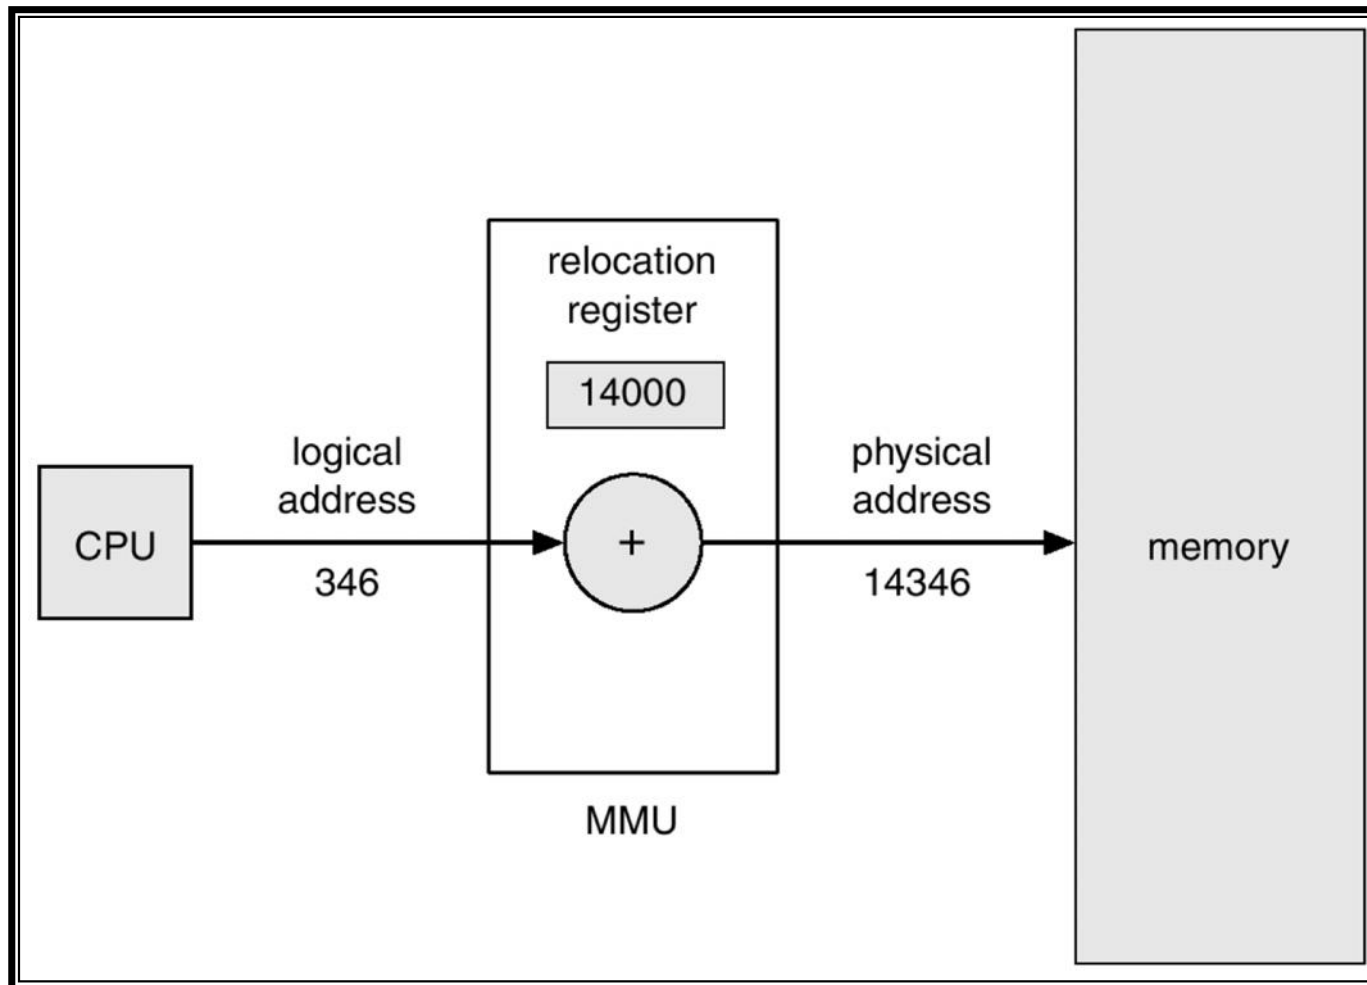 relocation
register
14000
logical
address
physical
address
CPU
+
memory
346
14346
MMU